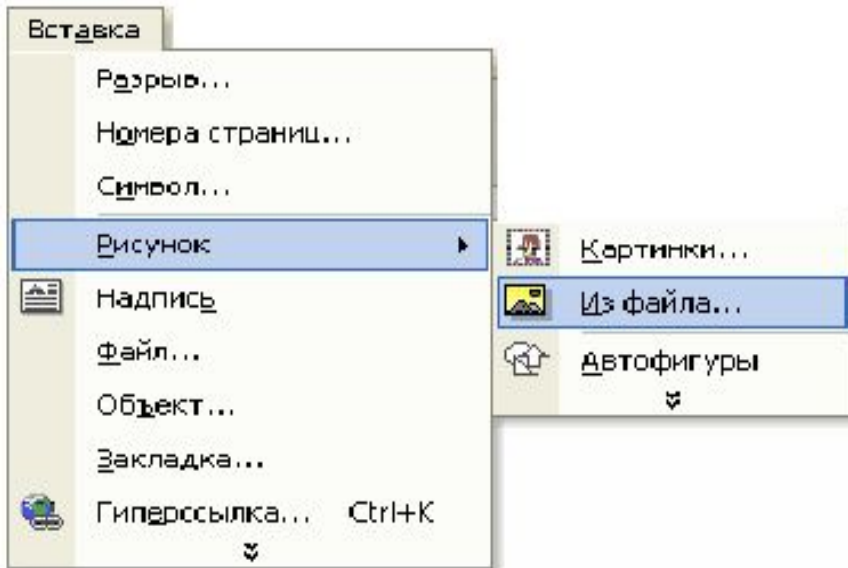 Вставка
Разрыв...
Номера страниц...
Символ...
Рисунок
Надпись
Файл...
Объект...
Закладка...
Гиперссылка... Ctrl+K
Картинки...
Из файла...
Автофигуры